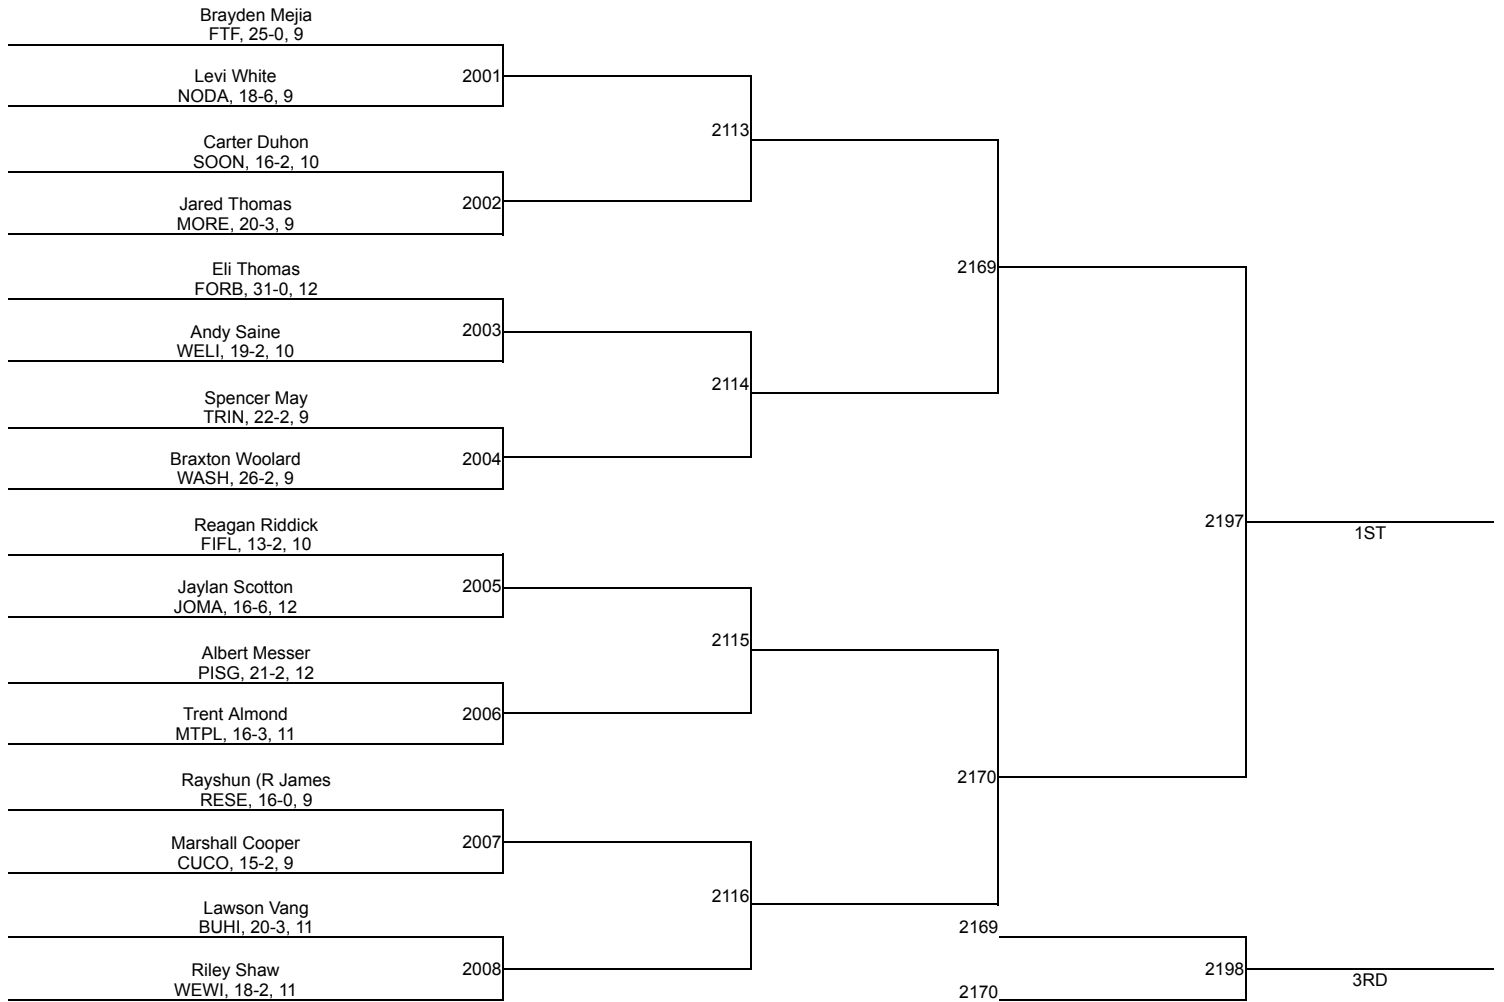 Brayden Mejia
FTF, 25-0, 9
Levi White
NODA, 18-6, 9
2001
Carter Duhon
SOON, 16-2, 10
Jared Thomas
MORE, 20-3, 9
2002
2113
Eli Thomas
FORB, 31-0, 12
Andy Saine
WELI, 19-2, 10
2003
Spencer May
TRIN, 22-2, 9
Braxton Woolard
WASH, 26-2, 9
2004
2114
2169
Reagan Riddick
FIFL, 13-2, 10
Jaylan Scotton
JOMA, 16-6, 12
2005
Albert Messer
PISG, 21-2, 12
Trent Almond
MTPL, 16-3, 11
2006
2115
Rayshun (R James
RESE, 16-0, 9
Marshall Cooper
CUCO, 15-2, 9
2007
Lawson Vang
BUHI, 20-3, 11
Riley Shaw
WEWI, 18-2, 11
2008
2116
2170
2197
1ST
2169
2170
2198
3RD